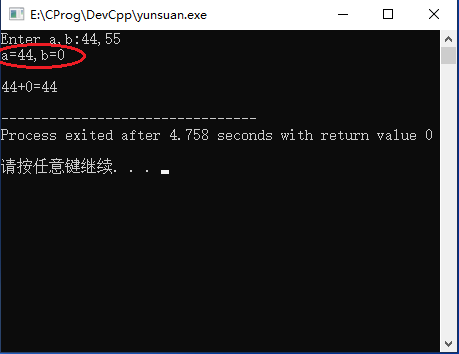 E:\CProg\DevCpp\yunsuan.exe
Enter a,b:44,55
a=44,b=0
44+0=44
--------------------------------
Process exited after 4.758 seconds with return value 0
请按任意键继续. . .